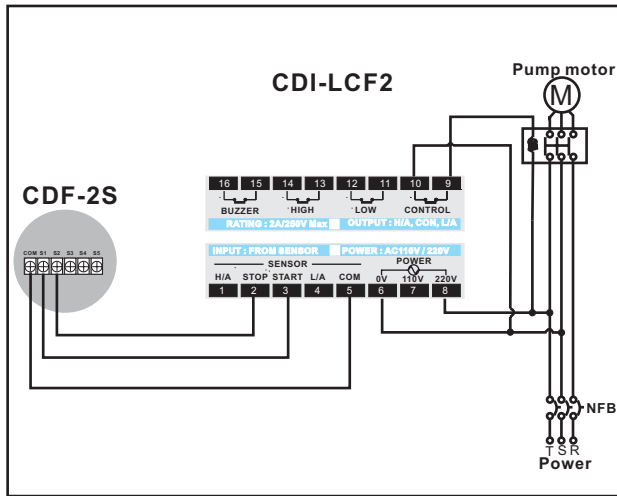 CDI-LCF2
Pump motor
M
CDF-2S
COM S1 S2 S3 S4 S5
16 15 14 13 12 11 10 9
BUZZER HIGH LOW CONTROL
RATING : 2A/250V Max OUTPUT : H/A, CON, L/A
INPUT : FROM SENSOR POWER : AC110V / 220V
SENSOR POWER
H/A STOP START L/A COM 0V 110V 220V
1 2 3 4 5 6 7 8
NFB
T S R
Power